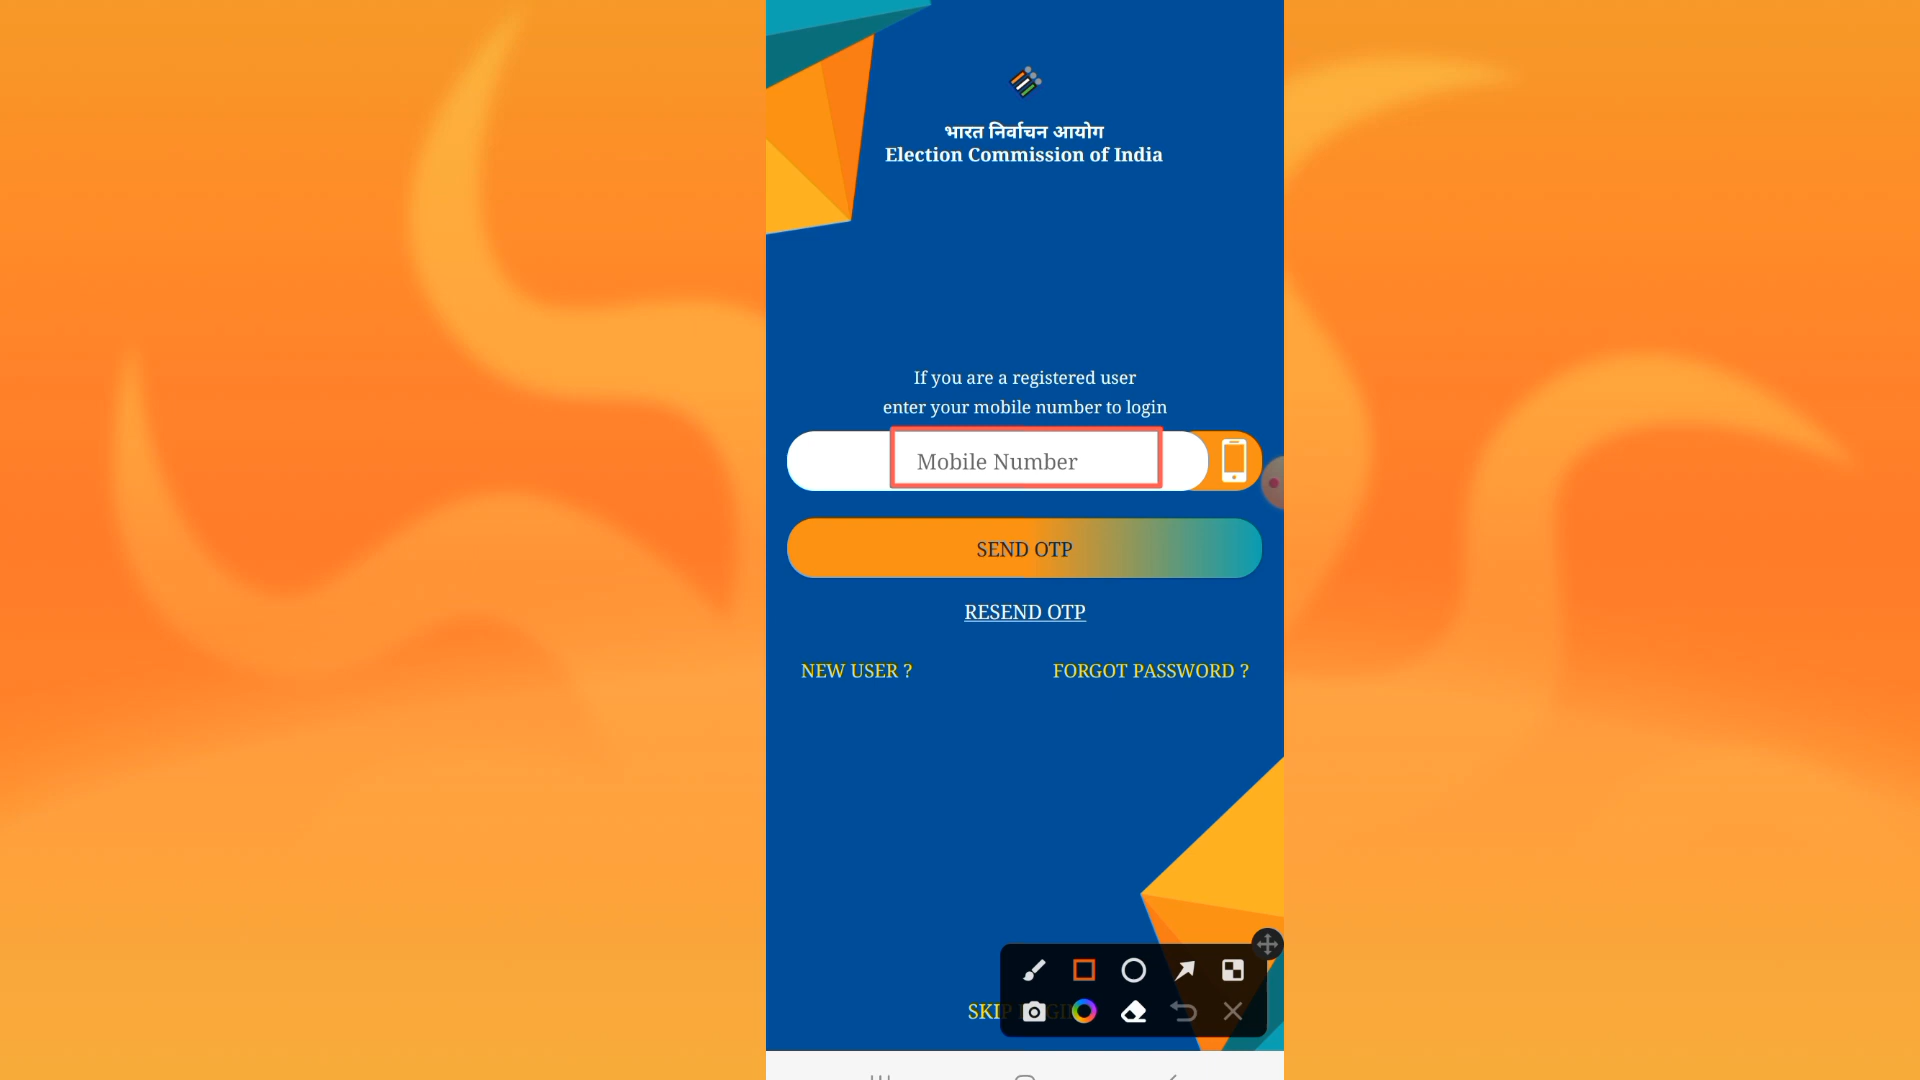 भारत निर्वाचन आयोग
Election Commission of India
If you are a registered user
enter your mobile number to login
Mobile Number
SEND OTP
RESEND OTP
NEW USER ?
FORGOT PASSWORD ?
SKIP